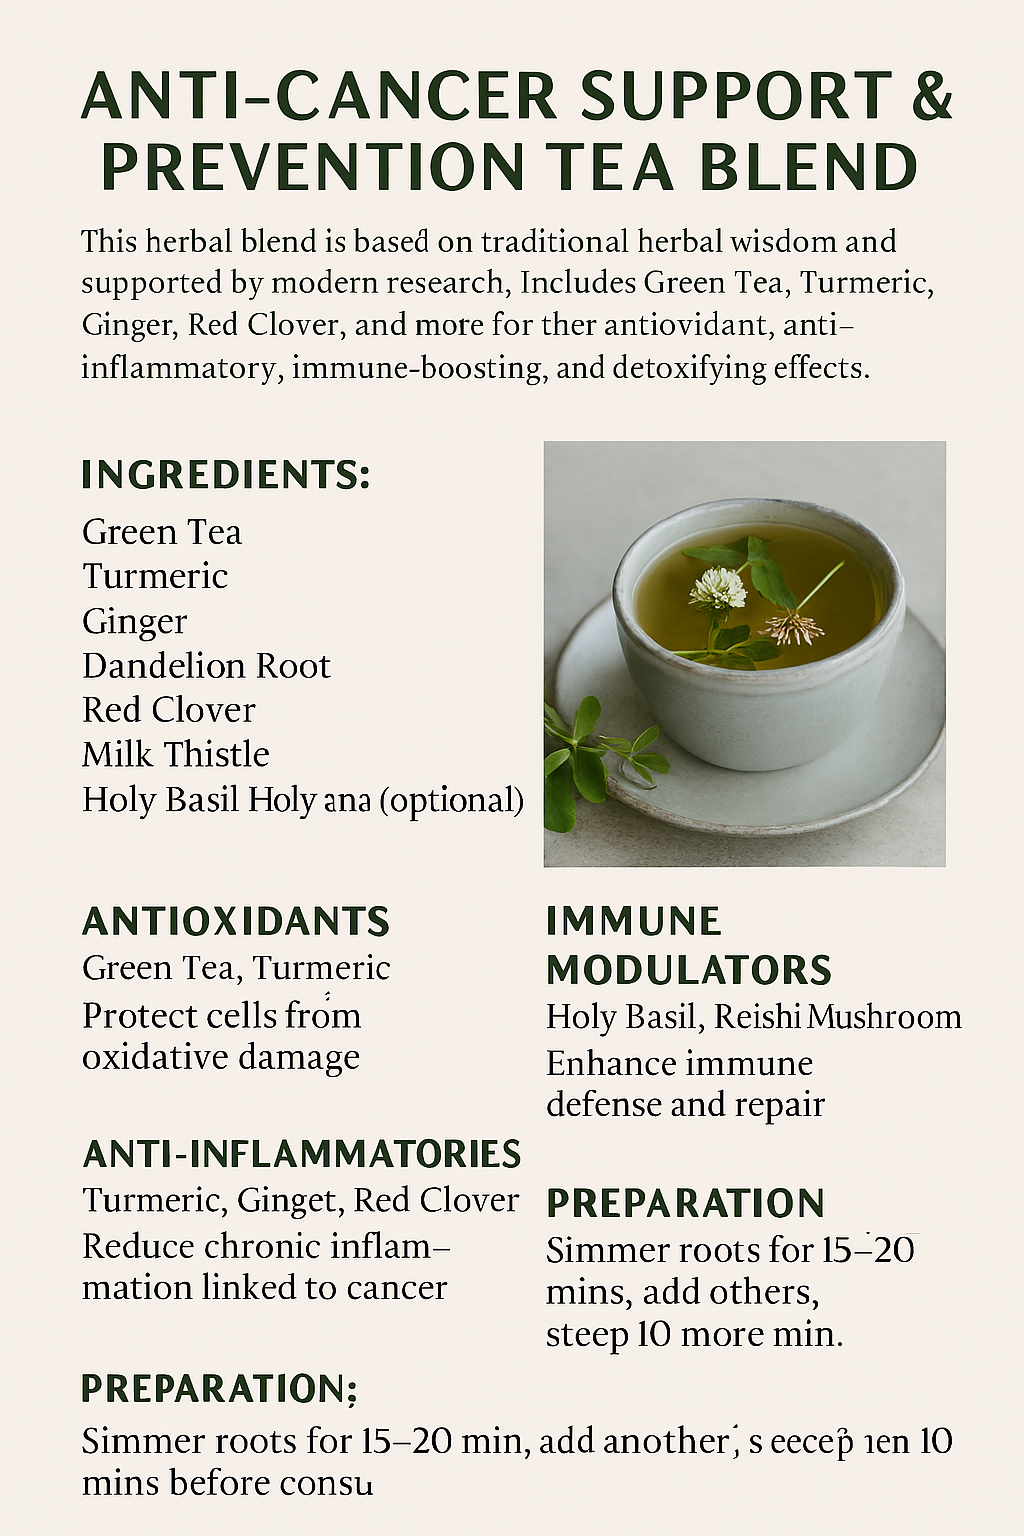 ANTI-CANCER SUPPORT &
PREVENTION TEA BLEND
This herbal blend is based on traditional herbal wisdom and
supported by modern research, Includes Green Tea, Turmeric,
Ginger, Red Clover, and more for ther antiovidant, anti–
inflammatory, immune-boosting, and detoxifying effects.
INGREDIENTS:
Green Tea
Turmeric
Ginger
Dandelion Root
Red Clover
Milk Thistle
Holy Basil Holy ana (optional)
ANTIOXIDANTS
Green Tea, Turmeric
Protect cells from
oxidative damage
ANTI-INFLAMMATORIES
Turmeric, Ginget, Red Clover
Reduce chronic inflam–
mation linked to cancer
IMMUNE
MODULATORS
Holy Basil, Reishi Mushroom
Enhance immune
defense and repair
PREPARATION
Simmer roots for 15–20
mins, add others,
steep 10 more min.
PREPARATION:
Simmer roots for 15–20 min, add another, 10
mins before consu